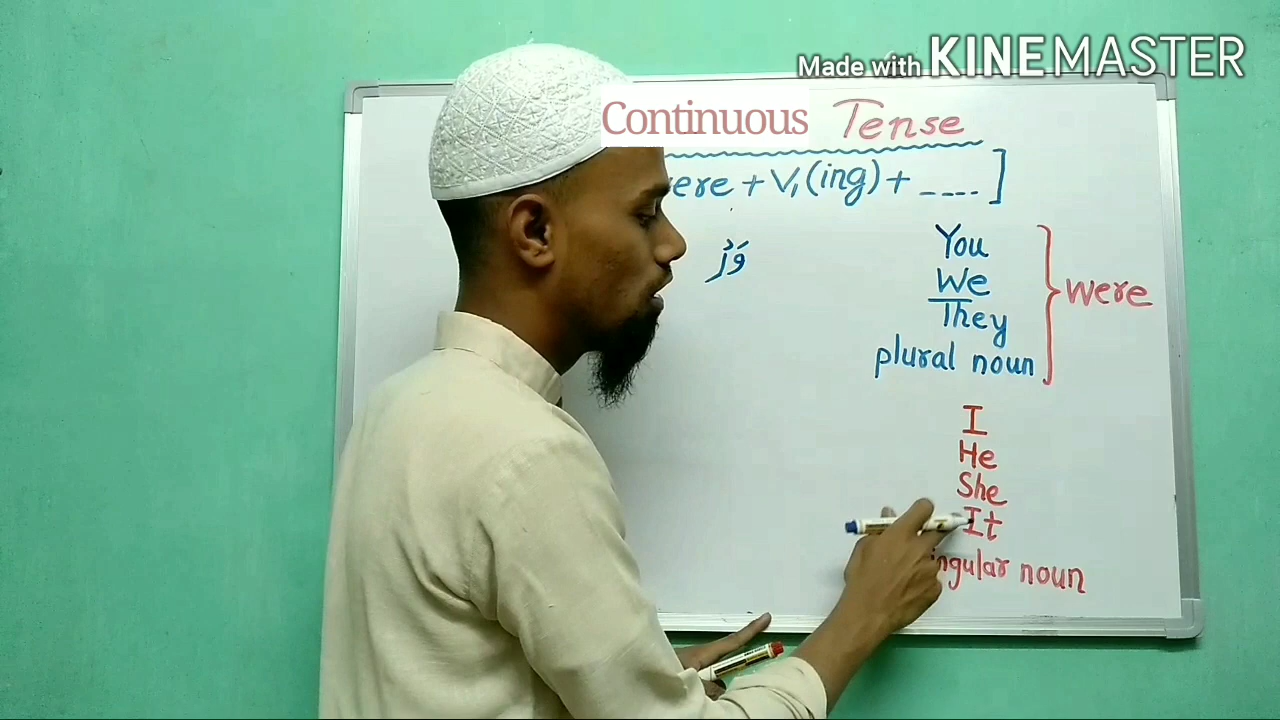 Made with KINEMASTER
Continuous Tense
ere + V₁(ing) + ----]
وَرْ
You
We
They
plural noun
were
I
He
She
It
ngular noun